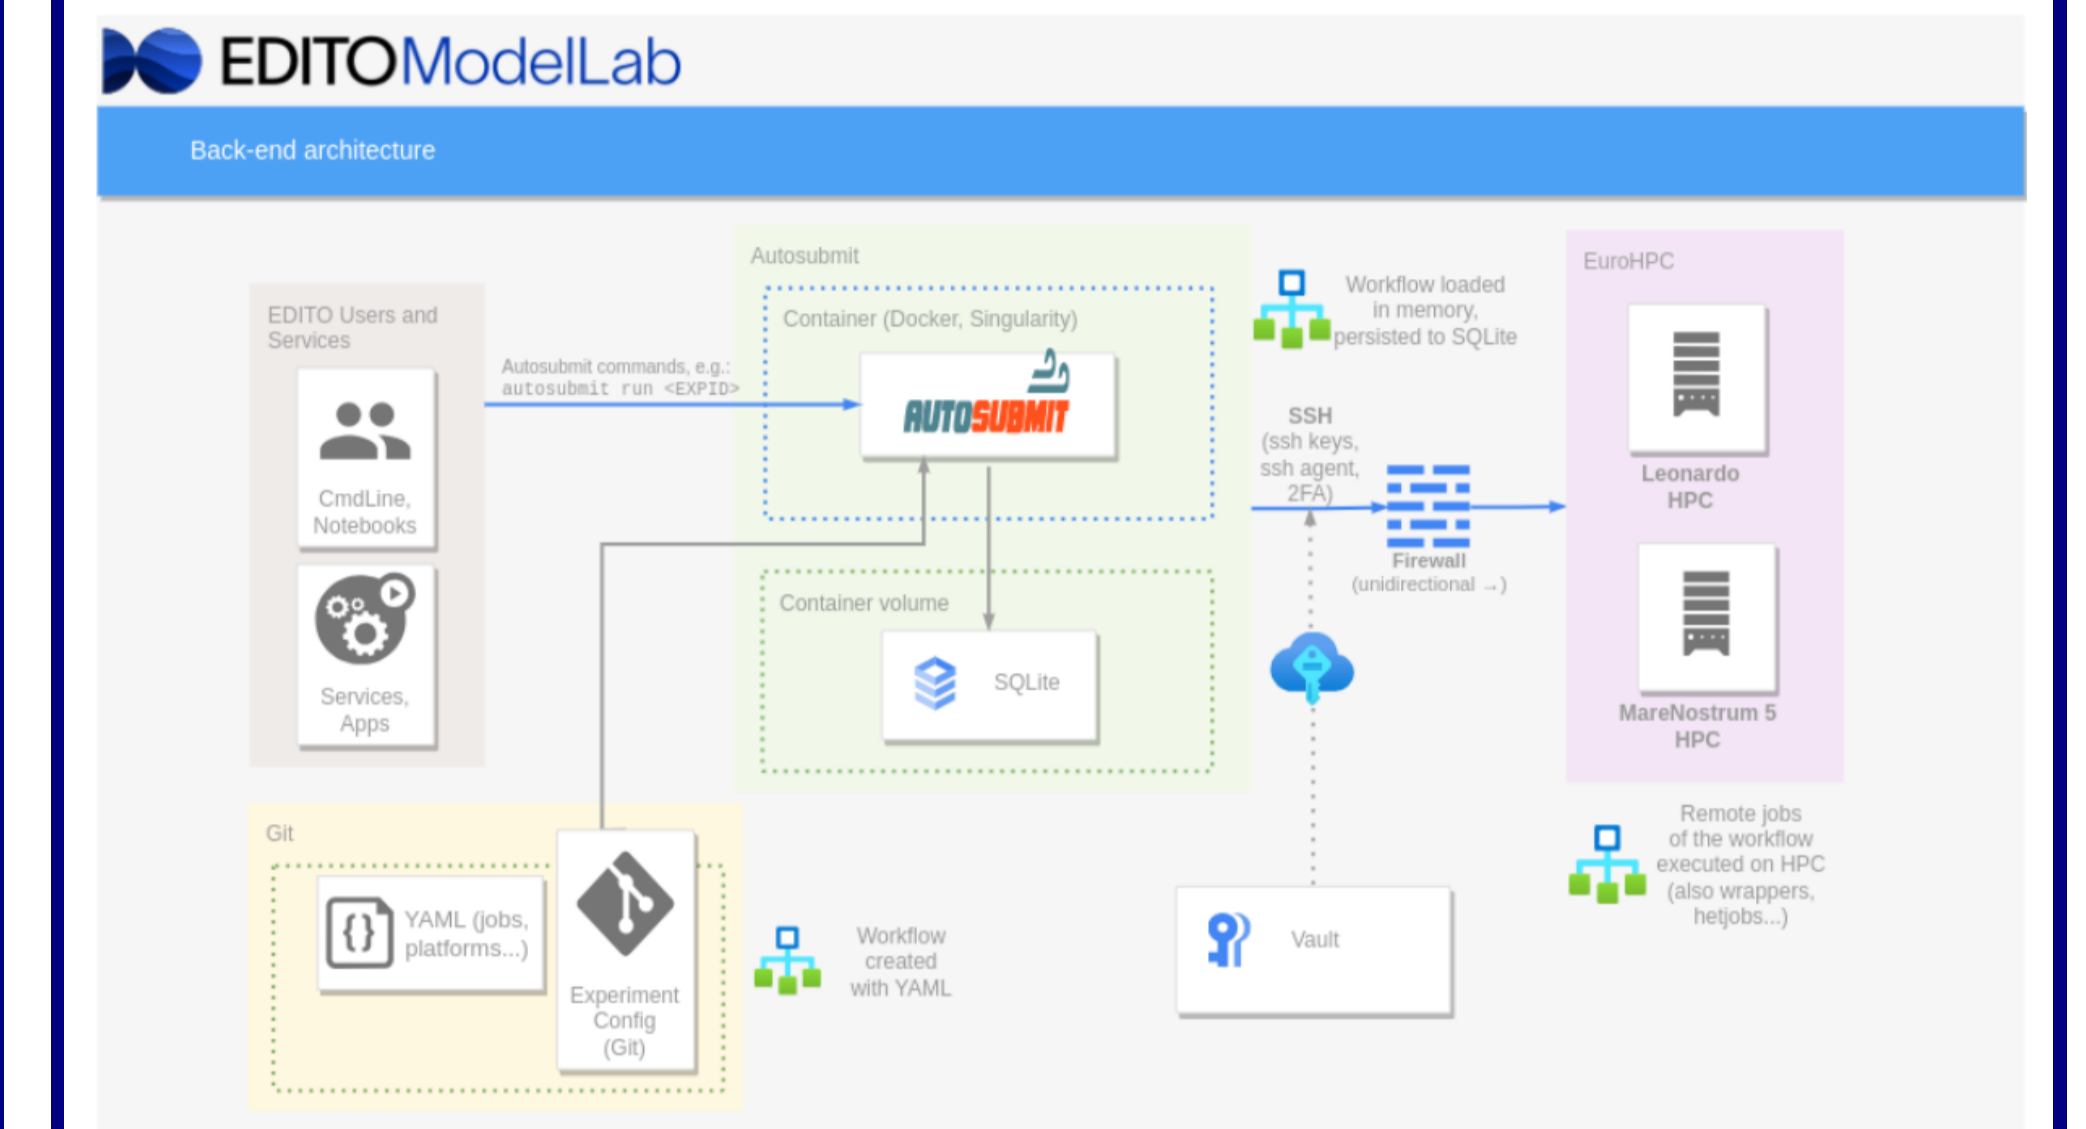 EDITOModelLab
Back-end architecture
EDITO Users and
Services
CmdLine,
Notebooks
Services,
Apps
Autosubmit commands, e.g.:
autosubmit run <EXPID>
Autosubmit
Container (Docker, Singularity)
AUTOSUBMIT
Container volume
SQLite
Workflow loaded
in memory,
persisted to SQLite
SSH
(ssh keys,
ssh agent,
2FA)
Firewall
(unidirectional →)
EuroHPC
Leonardo
HPC
MareNostrum 5
HPC
Remote jobs
of the workflow
executed on HPC
(also wrappers,
hetjobs...)
Git
YAML (jobs,
platforms...)
Experiment
Config
(Git)
Workflow
created
with YAML
Vault